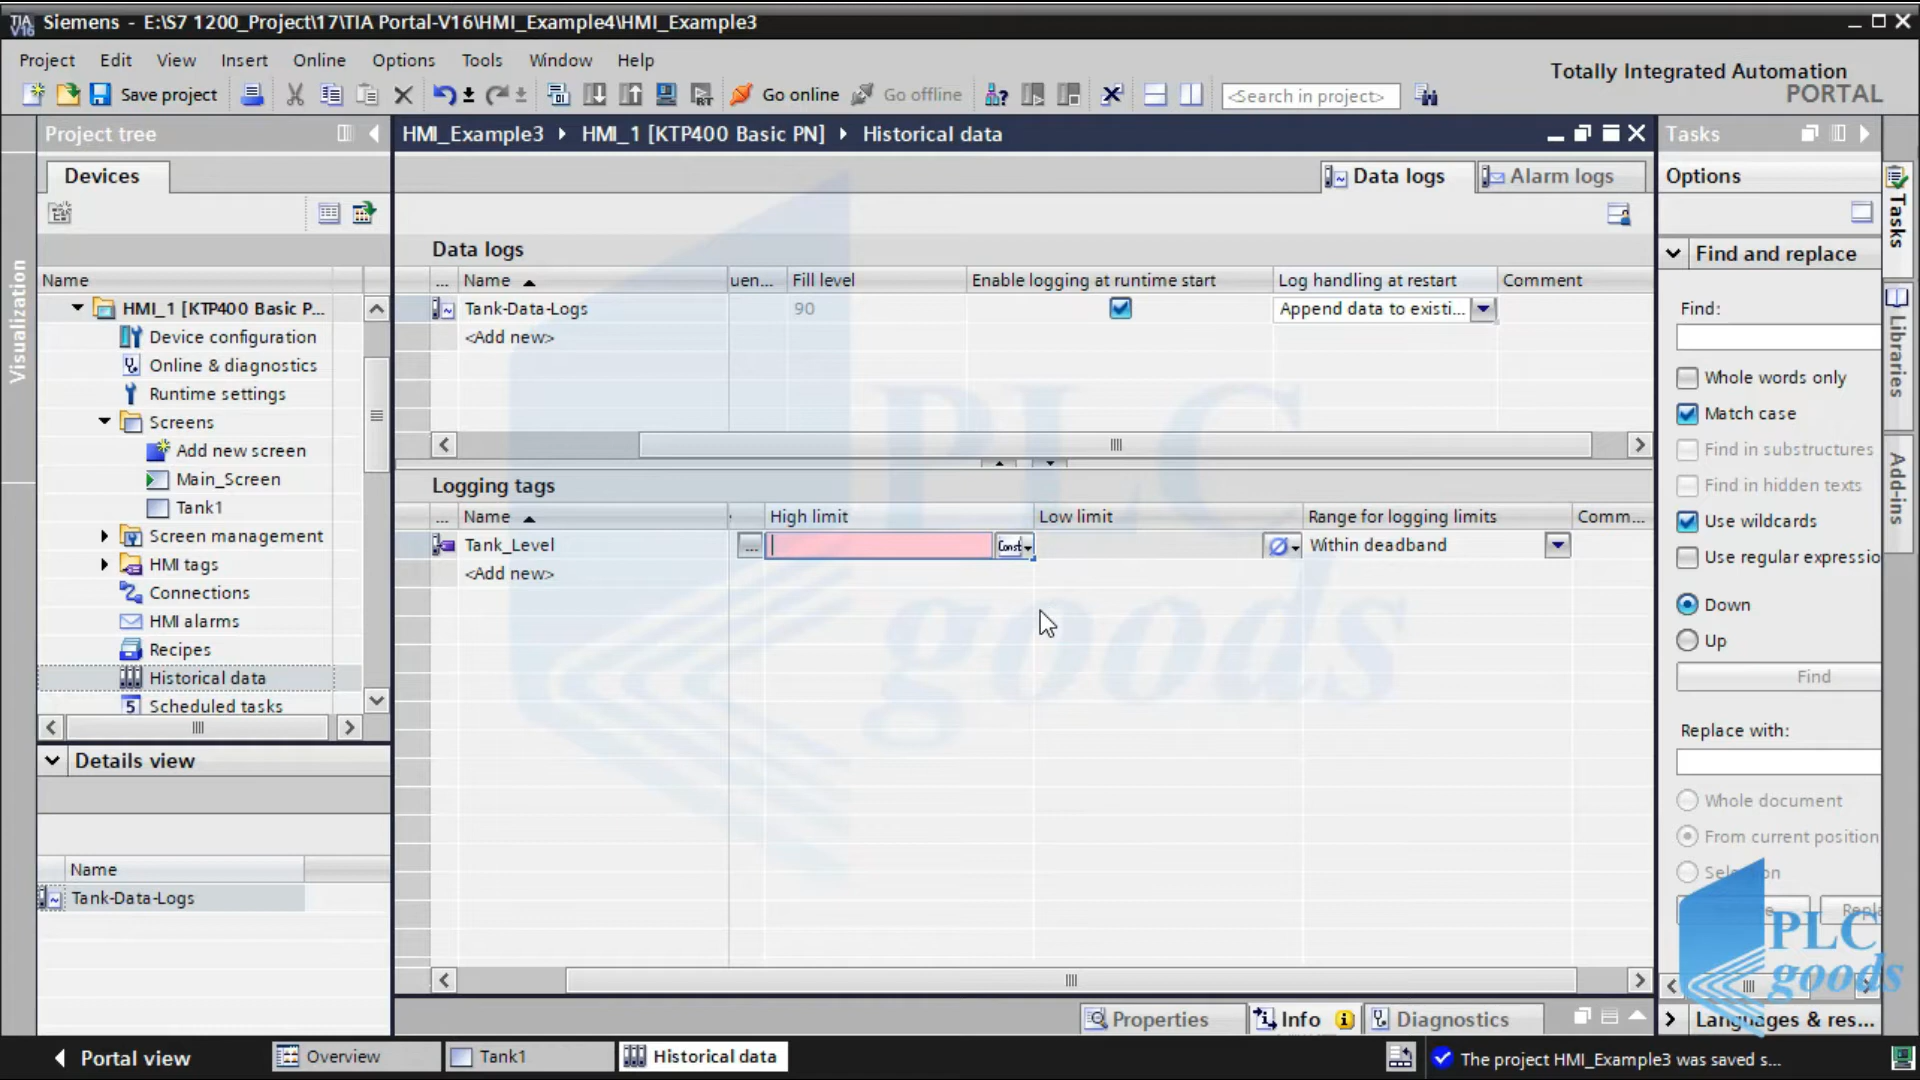 Siemens - E:\S7 1200_Project\17\TIA Portal-V16\HMI_Example4\HMI_Example3
Project Edit View Insert Online Options Tools Window Help
Totally Integrated Automation
PORTAL
Save project
Go online
Go offline
<Search in project>
Project tree
HMI_Example3 HMI_1 [KTP400 Basic PN] Historical data
Tasks
Devices
Data logs
Alarm logs
Options
Data logs
Name
... Name uen... Fill level Enable logging at runtime start Log handling at restart Comment
Tank-Data-Logs 90 Append data to existi...
<Add new>
HMI_1 [KTP400 Basic P...
Device configuration
Online & diagnostics
Runtime settings
Screens
Add new screen
Main_Screen
Tank1
Screen management
HMI tags
Connections
HMI alarms
Recipes
Historical data
Scheduled tasks
Logging tags
... Name High limit Low limit Range for logging limits Comm...
Tank_Level ... Const Within deadband
<Add new>
Find and replace
Find:
Whole words only
Match case
Find in substructures
Find in hidden texts
Use wildcards
Use regular expressio
Down
Up
Find
Replace with:
Whole document
From current position
Languages & res...
Tasks
Libraries
Add-ins
Visualization
Details view
Name
Tank-Data-Logs
PLC
goods
PLC
goods
Properties
Info
Diagnostics
Portal view
Overview
Tank1
Historical data
The project HMI_Example3 was saved s...